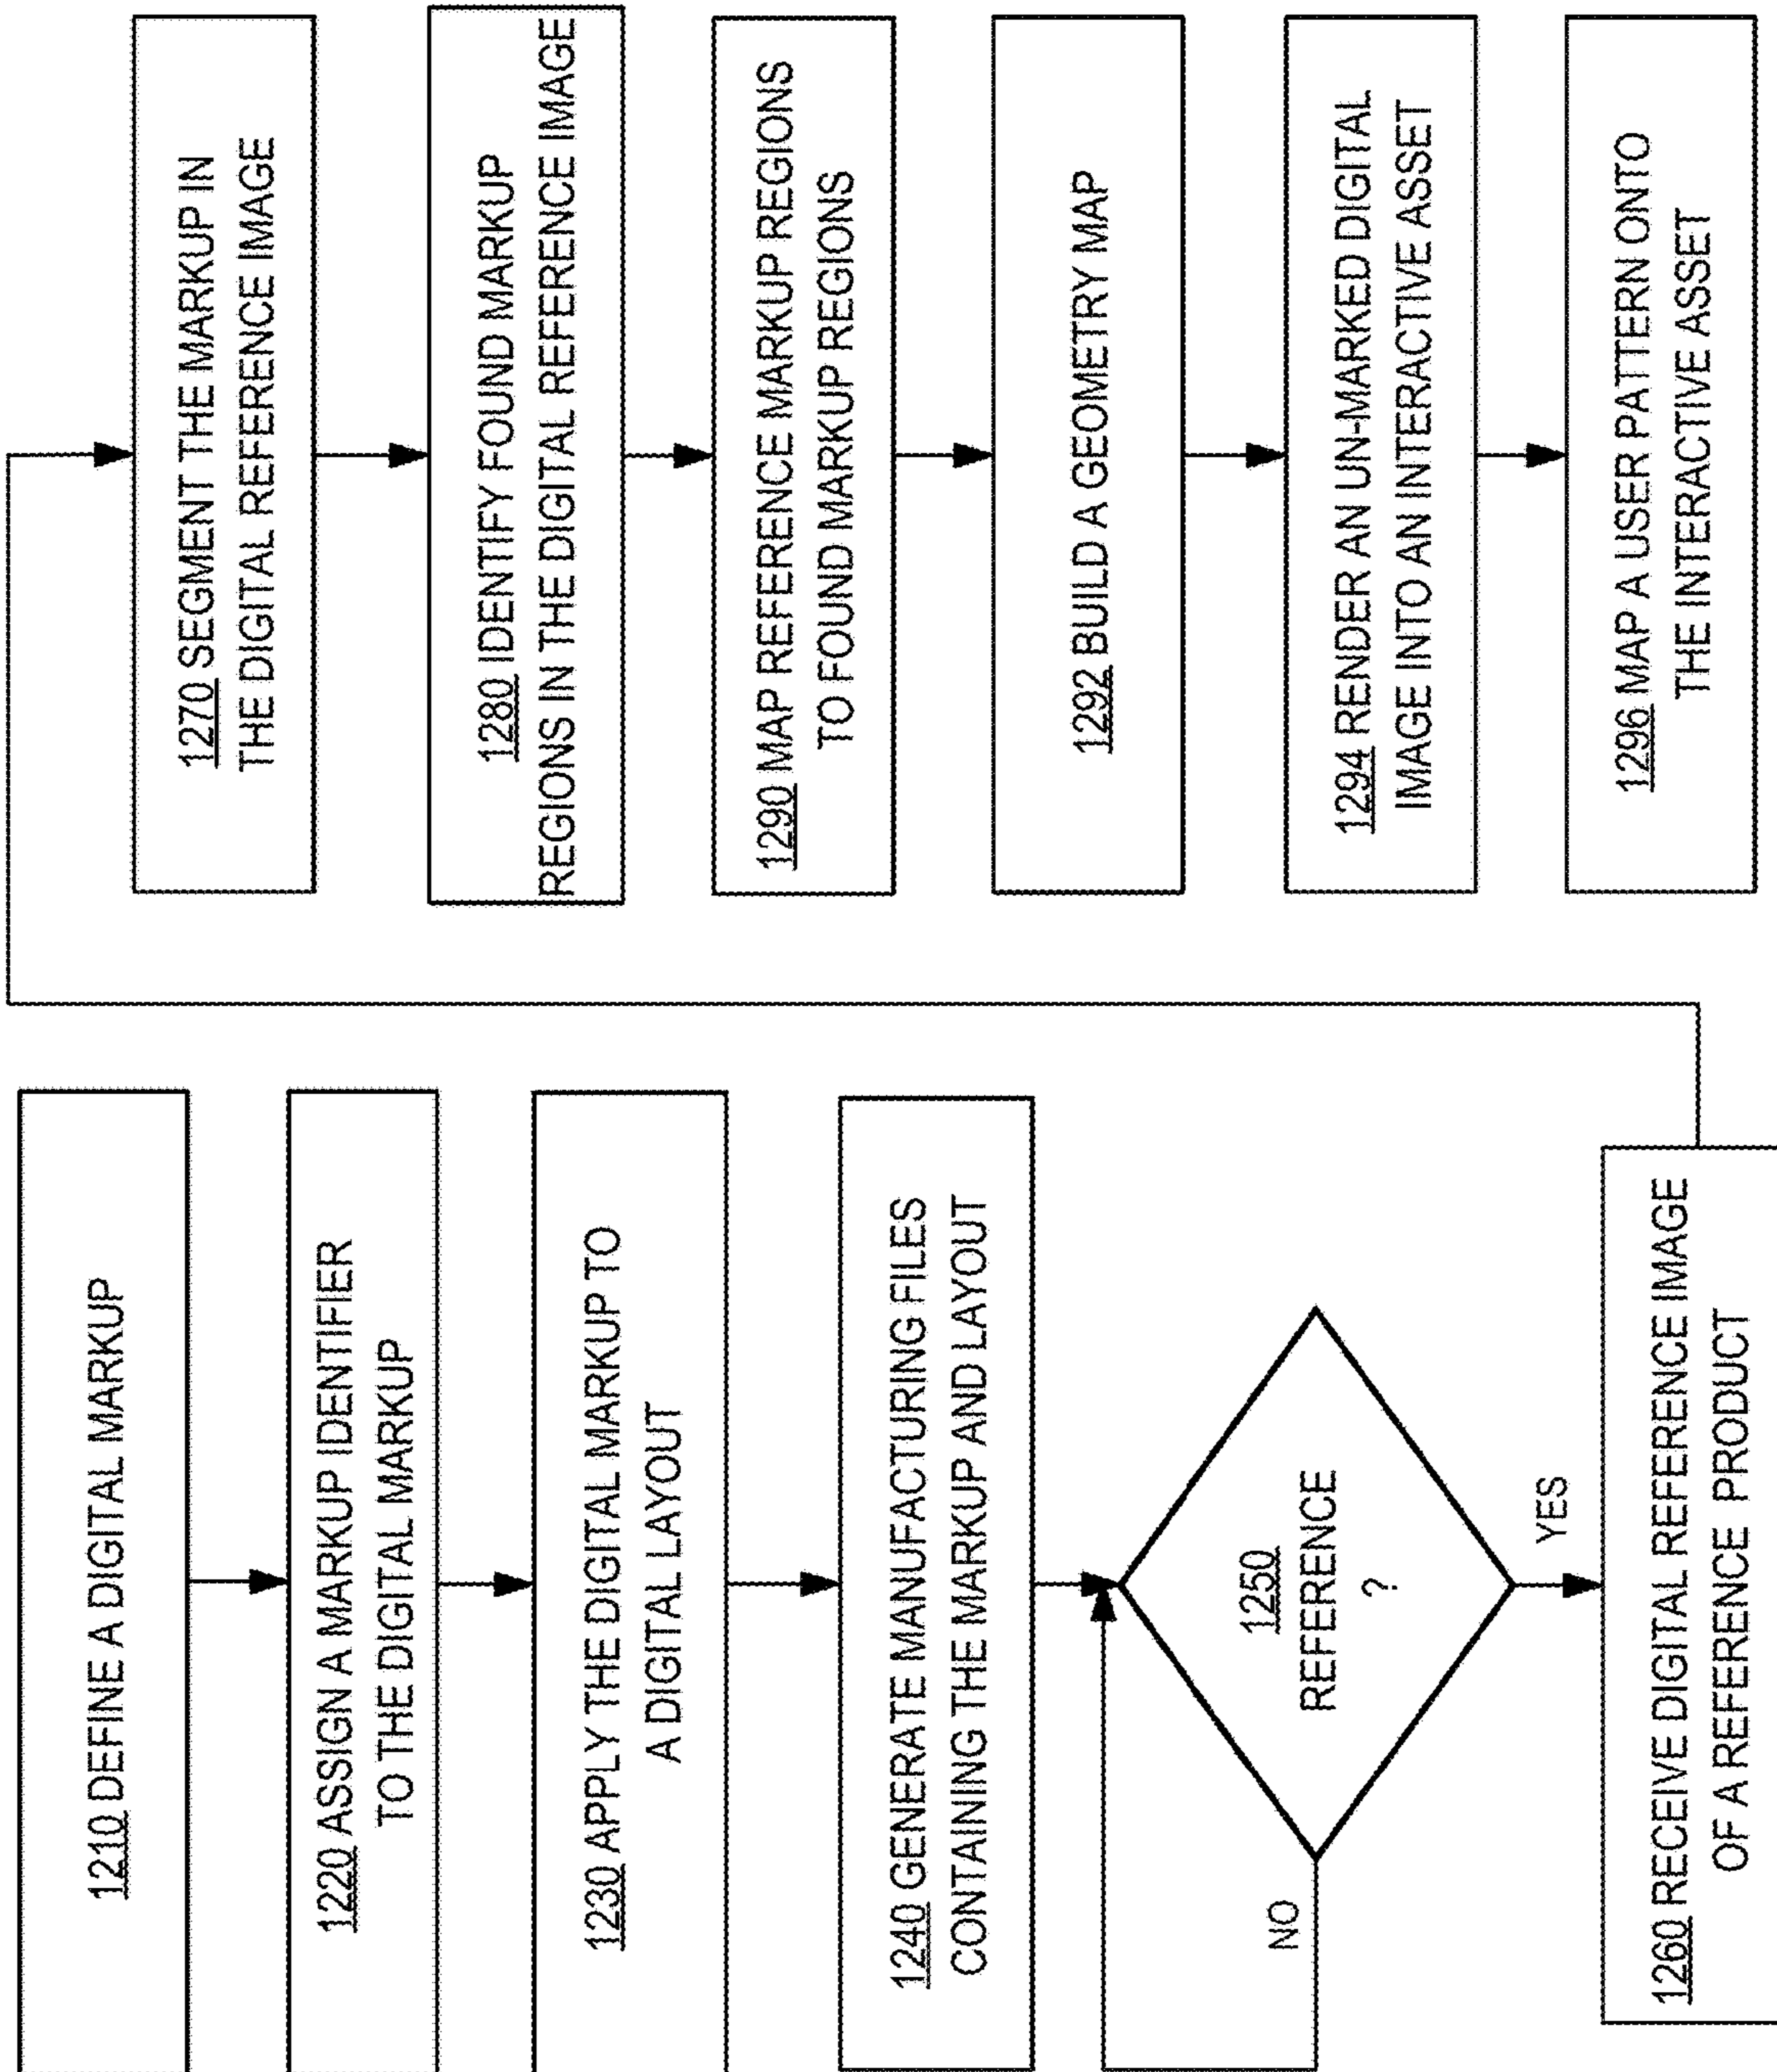 1210 DEFINE A DIGITAL MARKUP
1220 ASSIGN A MARKUP IDENTIFIER
TO THE DIGITAL MARKUP
1230 APPLY THE DIGITAL MARKUP TO
A DIGITAL LAYOUT
1240 GENERATE MANUFACTURING FILES
CONTAINING THE MARKUP AND LAYOUT
1250
REFERENCE
?
NO
YES
1260 RECEIVE DIGITAL REFERENCE IMAGE
OF A REFERENCE PRODUCT
1270 SEGMENT THE MARKUP IN
THE DIGITAL REFERENCE IMAGE
1280 IDENTIFY FOUND MARKUP
REGIONS IN THE DIGITAL REFERENCE IMAGE
1290 MAP REFERENCE MARKUP REGIONS
TO FOUND MARKUP REGIONS
1292 BUILD A GEOMETRY MAP
1294 RENDER AN UN-MARKED DIGITAL
IMAGE INTO AN INTERACTIVE ASSET
1296 MAP A USER PATTERN ONTO
THE INTERACTIVE ASSET